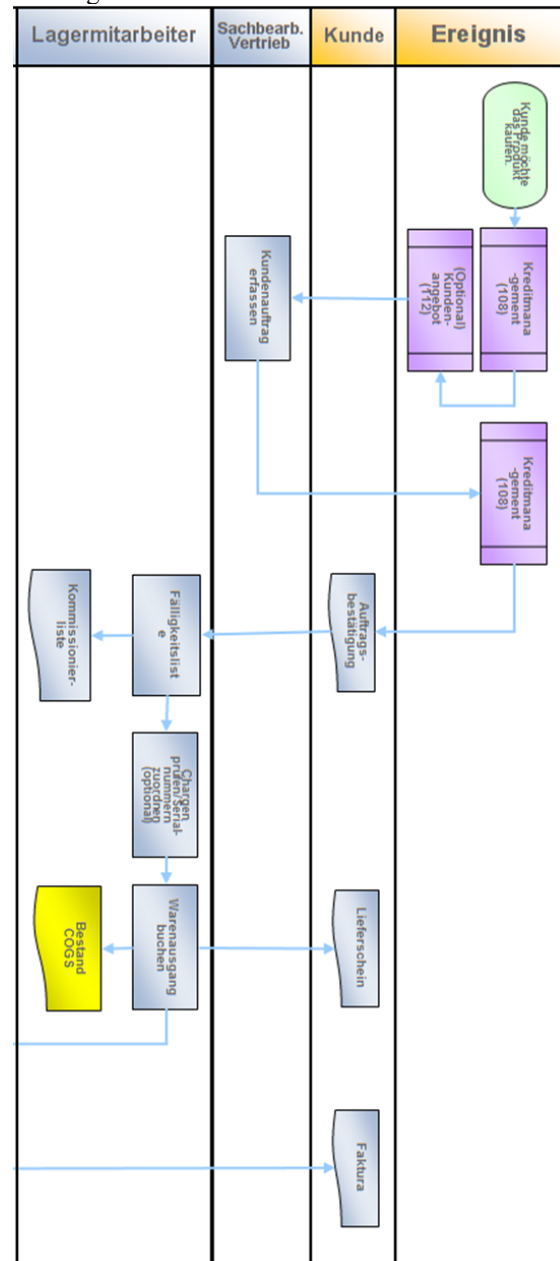 Lagermitarbeiter
Sachbearb.
Vertrieb
Kunde
Ereignis
Kunde möchte
das Produkt
kaufen.
Kreditmana
-gement
(108)
(Optional)
Kunden-
angebot
(112)
Kundenauftrag
erfassen
Kreditmana
-gement
(108)
Auftrags-
bestätigung
Fälligkeitslist
e
Kommissionier-
liste
Chargen
prüfen/Serial-
nummern
zuordnen
(optional)
Warenausgang
buchen
Bestand
COGS
Lieferschein
Faktura